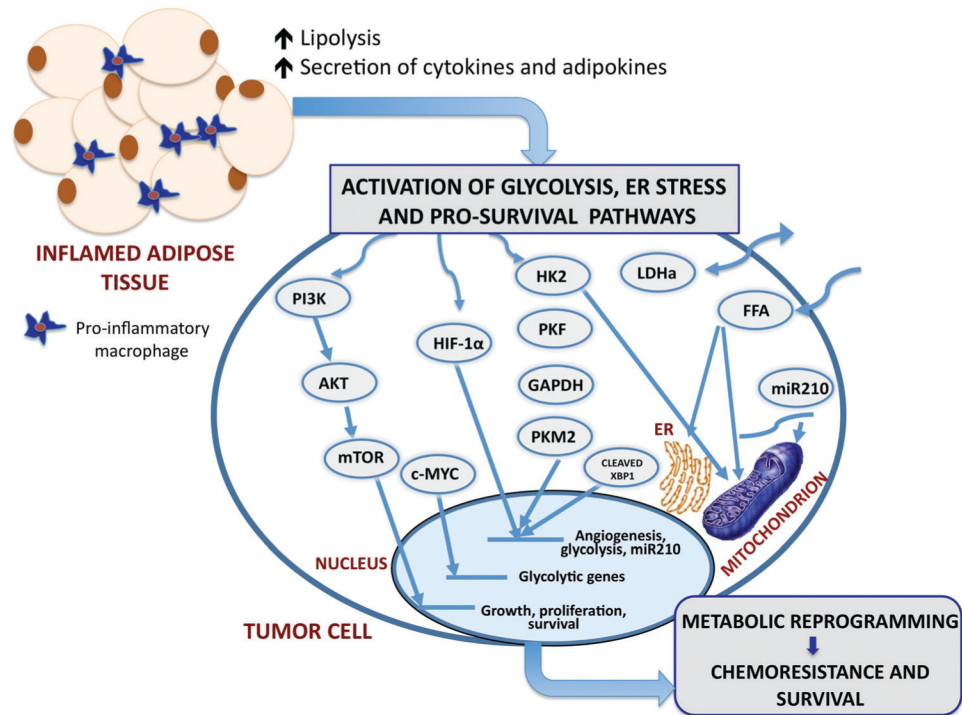 ↑ Lipolysis
↑ Secretion of cytokines and adipokines
INFLAMED ADIPOSE
TISSUE
Pro-inflammatory
macrophage
ACTIVATION OF GLYCOLYSIS, ER STRESS
AND PRO-SURVIVAL PATHWAYS
PI3K
AKT
mTOR
c-MYC
HIF-1α
HK2
PKF
GAPDH
PKM2
CLEAVED
XBP1
LDHa
FFA
miR210
ER
MITOCHONDRION
NUCLEUS
Angiogenesis,
glycolysis, miR210
Glycolytic genes
Growth, proliferation,
survival
TUMOR CELL
METABOLIC REPROGRAMMING
CHEMORESISTANCE AND
SURVIVAL